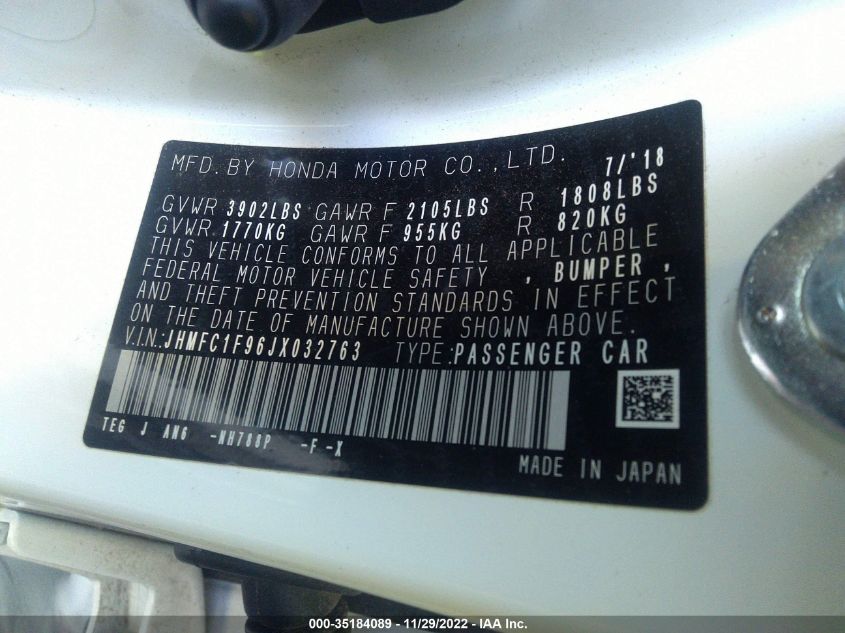 MFD. BY HONDA MOTOR CO., LTD. 7/'18
GVWR 3902LBS GAWR F 2105LBS R 1808LBS
GVWR 1770KG GAWR F 955KG R 820KG
THIS VEHICLE CONFORMS TO ALL APPLICABLE
FEDERAL MOTOR VEHICLE SAFETY , BUMPER ,
AND THEFT PREVENTION STANDARDS IN EFFECT
ON THE DATE OF MANUFACTURE SHOWN ABOVE.
V.I.N.:JHMFC1F96JX032763 TYPE:PASSENGER CAR
TEG J AN6 -NH788P -F -X
MADE IN JAPAN
000-35184089 - 11/29/2022 - IAA Inc.